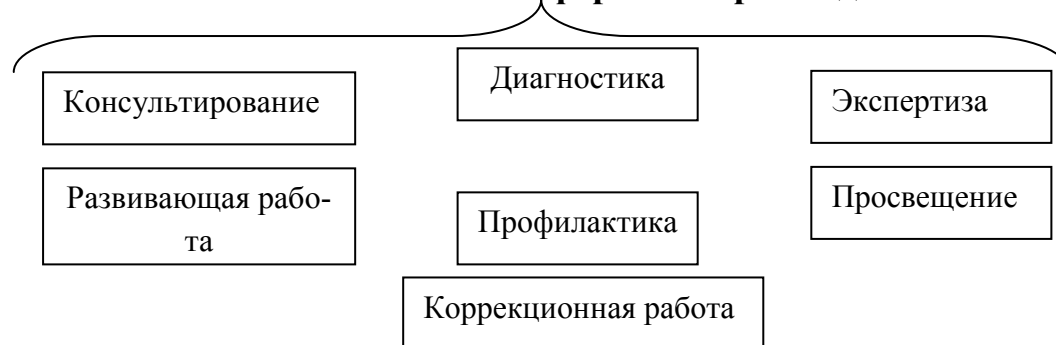 Диагностика
Консультирование
Экспертиза
Развивающая рабо-
та
Просвещение
Профилактика
Коррекционная работа